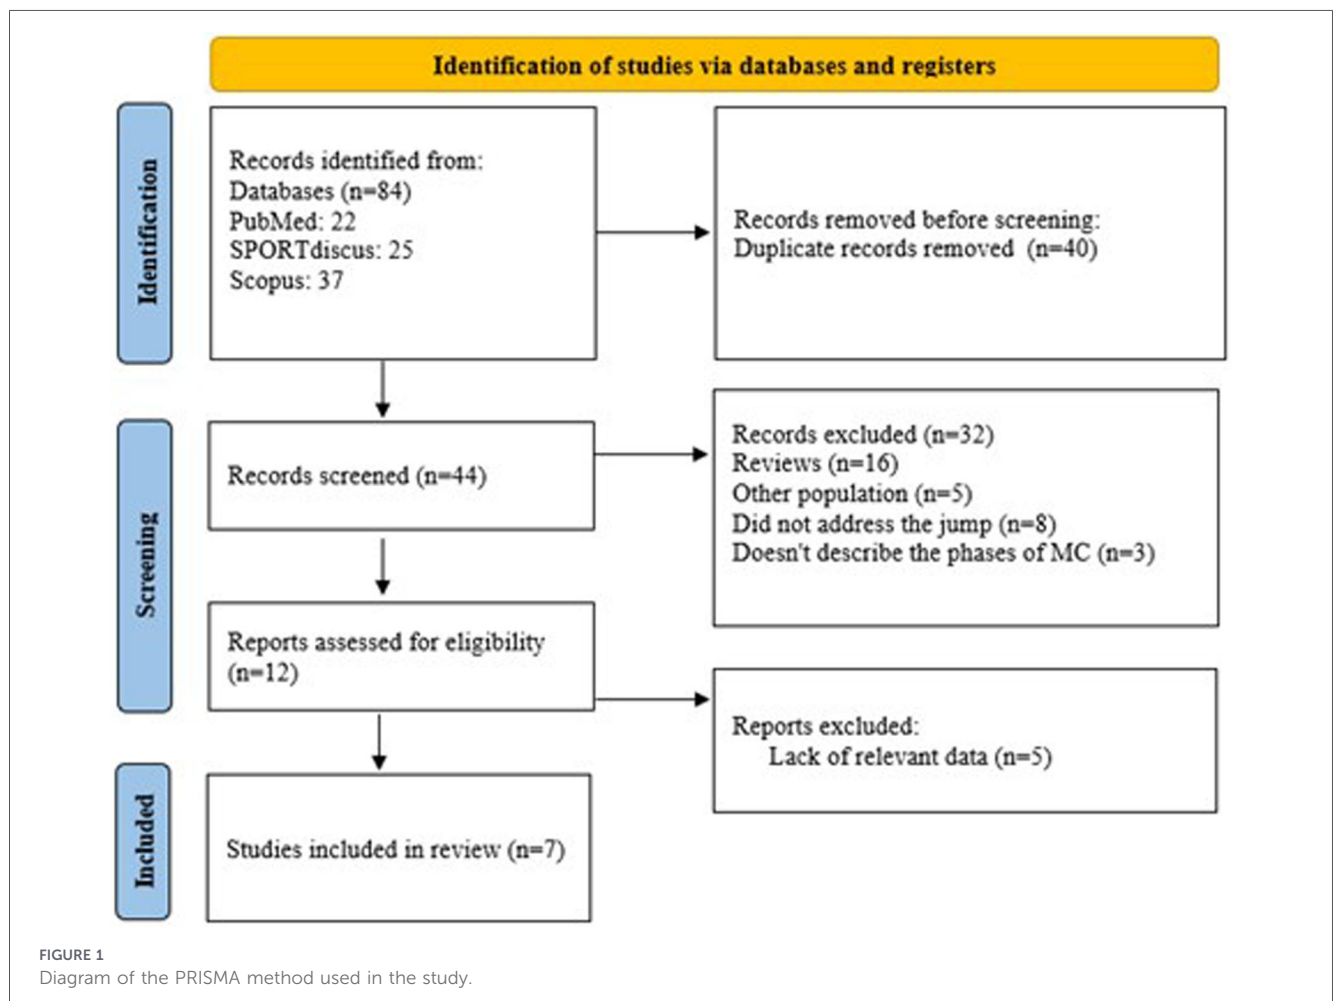 Identification of studies via databases and registers
Identification
Records identified from:
Databases (n=84)
PubMed: 22
SPORTdiscus: 25
Scopus: 37
Records removed before screening:
Duplicate records removed (n=40)
Screening
Records screened (n=44)
Records excluded (n=32)
Reviews (n=16)
Other population (n=5)
Did not address the jump (n=8)
Doesn't describe the phases of MC (n=3)
Reports assessed for eligibility
(n=12)
Reports excluded:
Lack of relevant data (n=5)
Included
Studies included in review (n=7)
FIGURE 1
Diagram of the PRISMA method used in the study.